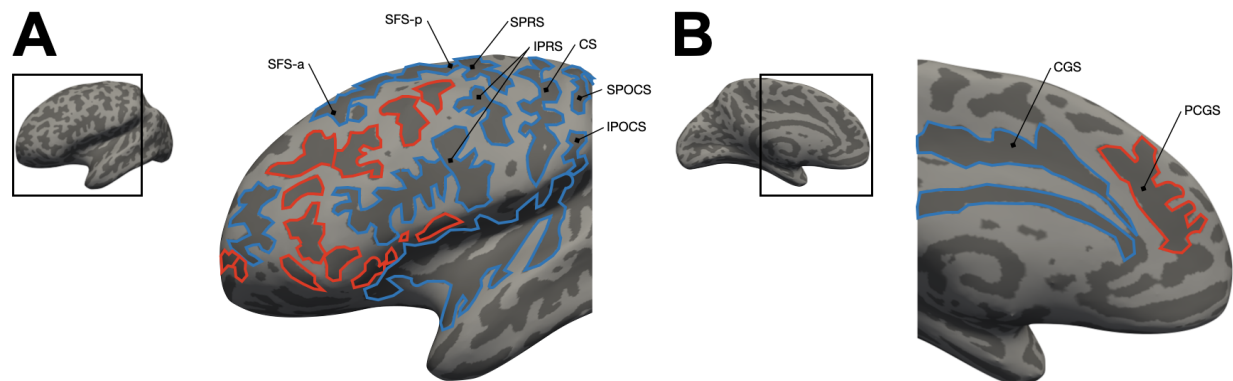 A
B
SFS-p
SPRS
IPRS
CS
SFS-a
SPOCS
IPOCS
CGS
PCGS